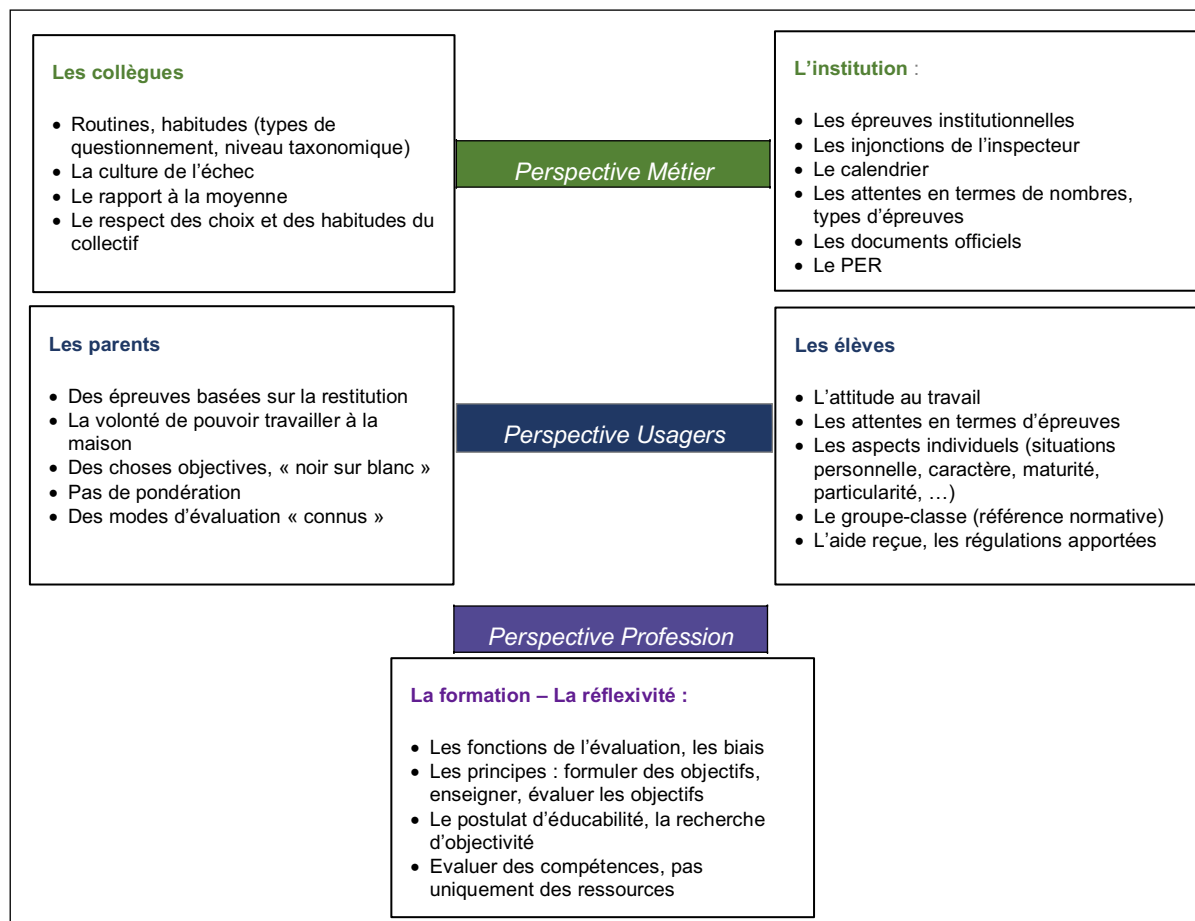 Les collègues
• Routines, habitudes (types de
questionnement, niveau taxonomique)
• La culture de l'échec
• Le rapport à la moyenne
• Le respect des choix et des habitudes du
collectif
Perspective Métier
L'institution :
• Les épreuves institutionnelles
• Les injonctions de l'inspecteur
• Le calendrier
• Les attentes en termes de nombres,
types d'épreuves
• Les documents officiels
• Le PER
Les parents
• Des épreuves basées sur la restitution
• La volonté de pouvoir travailler à la
maison
• Des choses objectives, « noir sur blanc »
• Pas de pondération
• Des modes d'évaluation « connus »
Perspective Usagers
Les élèves
• L'attitude au travail
• Les attentes en termes d'épreuves
• Les aspects individuels (situations
personnelle, caractère, maturité,
particularité, …)
• Le groupe-classe (référence normative)
• L'aide reçue, les régulations apportées
Perspective Profession
La formation – La réflexivité :
• Les fonctions de l'évaluation, les biais
• Les principes : formuler des objectifs,
enseigner, évaluer les objectifs
• Le postulat d'éducabilité, la recherche
d'objectivité
• Evaluer des compétences, pas
uniquement des ressources